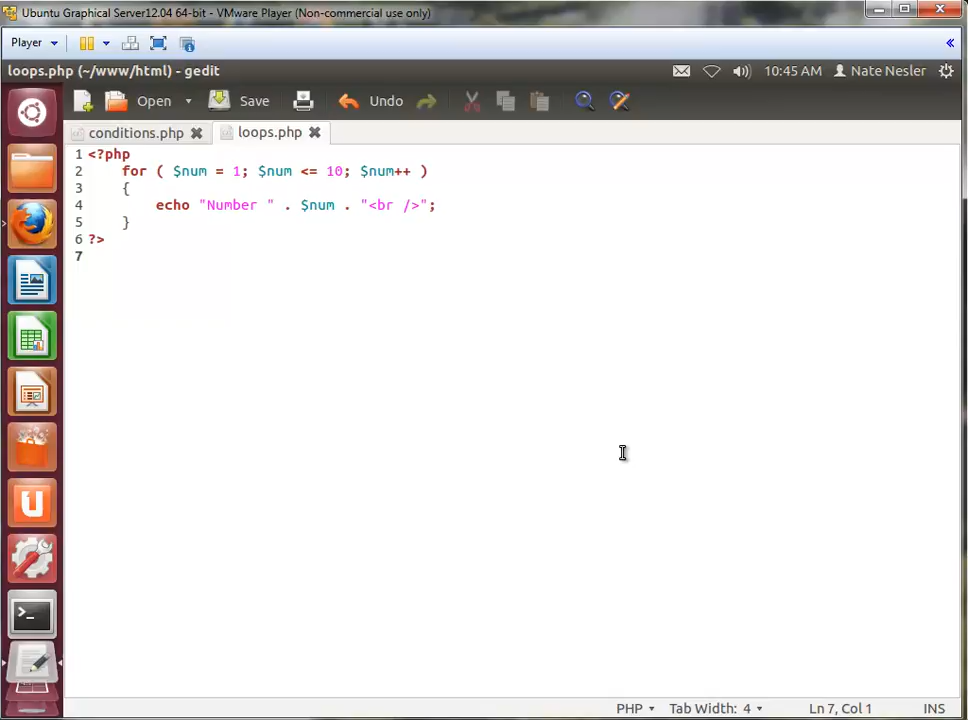 Ubuntu Graphical Server12.04 64-bit - VMware Player (Non-commercial use only)
Player
loops.php (~/www/html) - gedit
10:45 AM
Nate Nesler
Open
Save
Undo
conditions.php
loops.php
1 <?php
2 for ( $num = 1; $num <= 10; $num++ )
3 {
4 echo "Number " . $num . "<br />";
5 }
6 ?>
7
PHP
Tab Width: 4
Ln 7, Col 1
INS